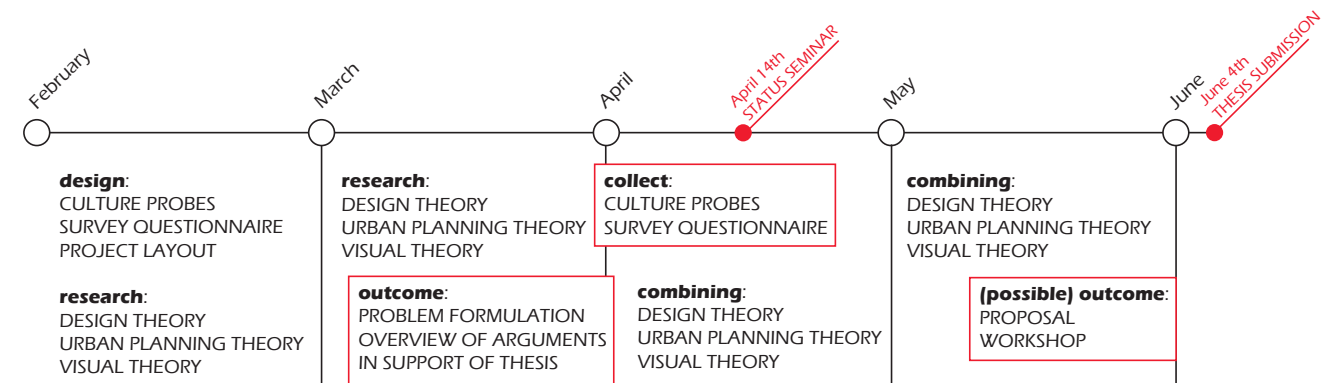 February
March
April
April 14th
STATUS SEMINAR
May
June
June 4th
THESIS SUBMISSION
design:
CULTURE PROBES
SURVEY QUESTIONNAIRE
PROJECT LAYOUT
research:
DESIGN THEORY
URBAN PLANNING THEORY
VISUAL THEORY
research:
DESIGN THEORY
URBAN PLANNING THEORY
VISUAL THEORY
outcome:
PROBLEM FORMULATION
OVERVIEW OF ARGUMENTS
IN SUPPORT OF THESIS
collect:
CULTURE PROBES
SURVEY QUESTIONNAIRE
combining:
DESIGN THEORY
URBAN PLANNING THEORY
VISUAL THEORY
combining:
DESIGN THEORY
URBAN PLANNING THEORY
VISUAL THEORY
(possible) outcome:
PROPOSAL
WORKSHOP